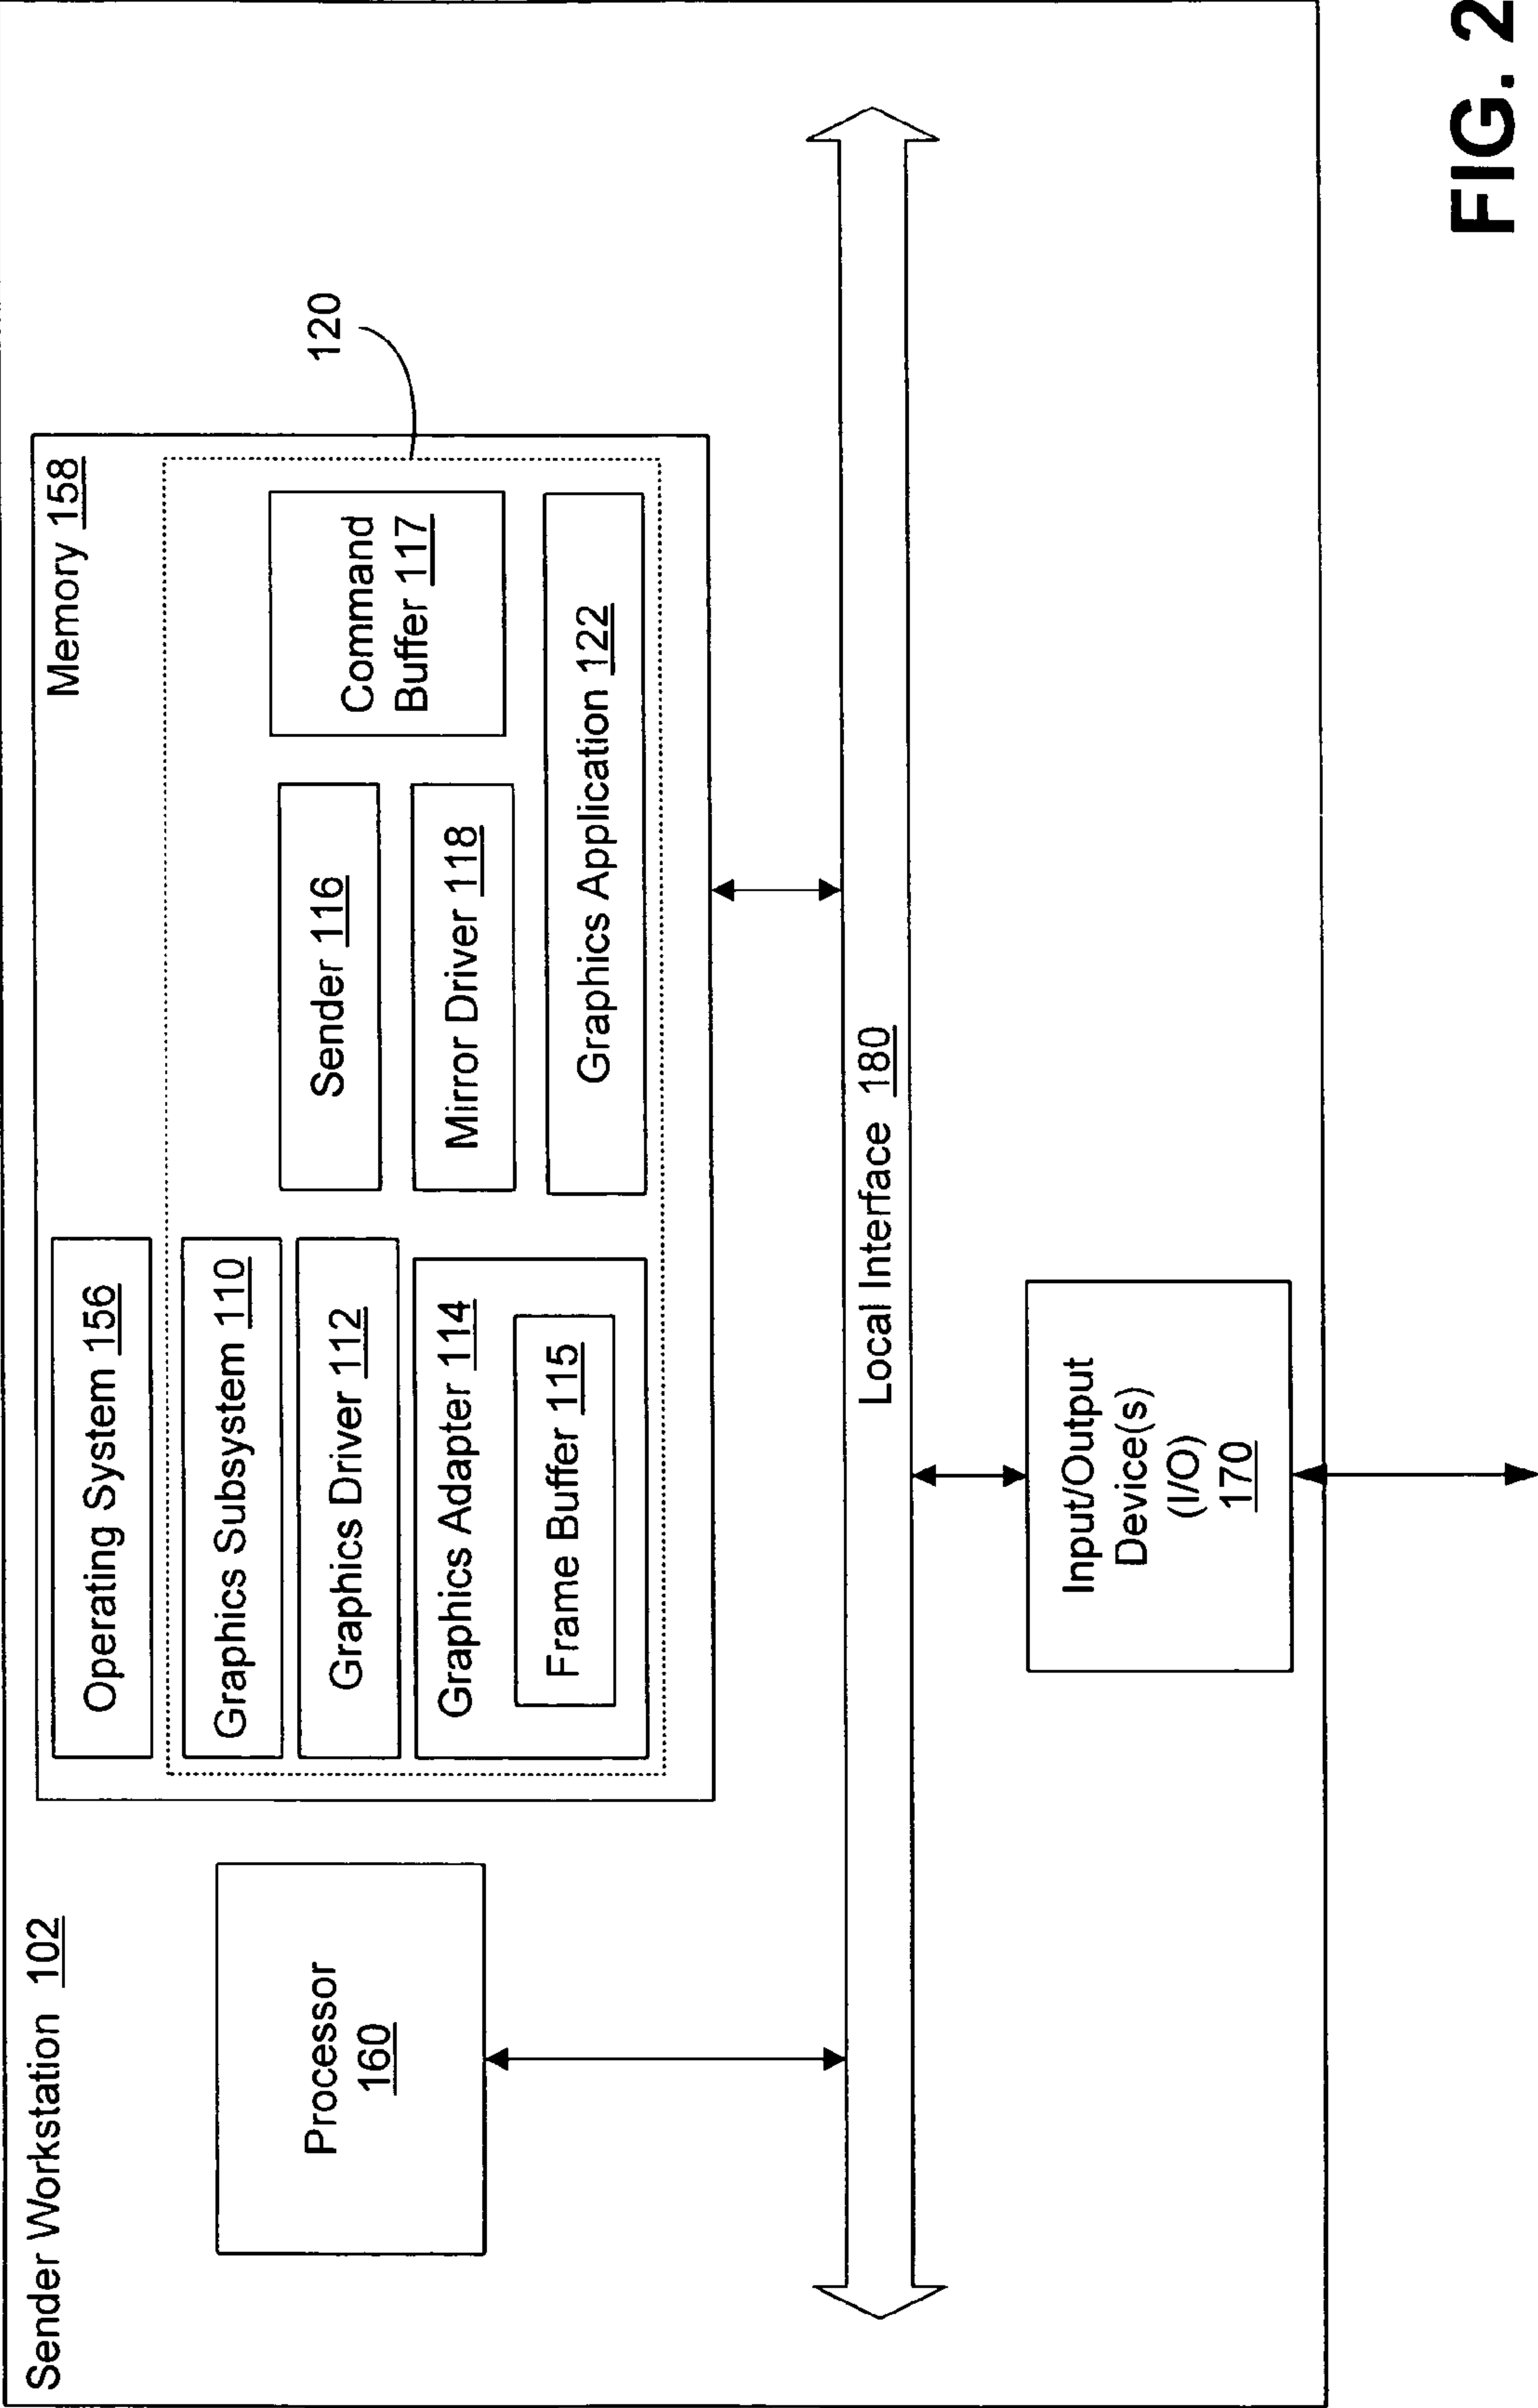 Sender Workstation 102
Memory 158
Operating System 156
120
Graphics Subsystem 110
Graphics Driver 112
Graphics Adapter 114
Frame Buffer 115
Sender 116
Mirror Driver 118
Command
Buffer 117
Graphics Application 122
Processor
160
Local Interface 180
Input/Output
Device(s)
(I/O)
170
FIG. 2